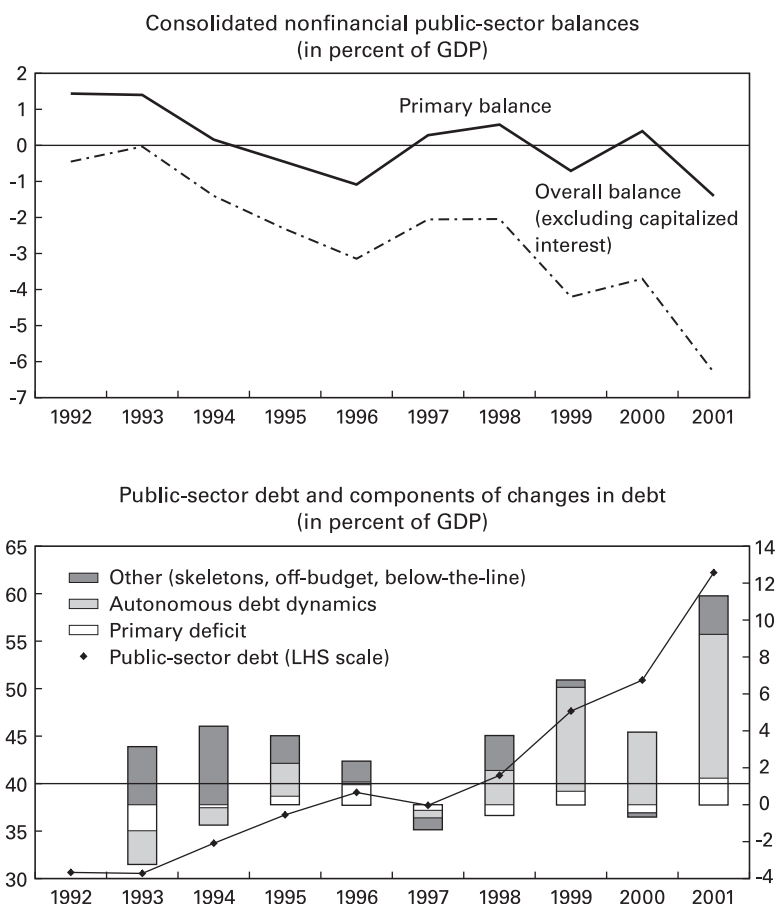 Consolidated nonfinancial public-sector balances
(in percent of GDP)
2
1
0
-1
-2
-3
-4
-5
-6
-7
Primary balance
Overall balance
(excluding capitalized
interest)
1992 1993 1994 1995 1996 1997 1998 1999 2000 2001
Public-sector debt and components of changes in debt
(in percent of GDP)
65
60
55
50
45
40
35
30
Other (skeletons, off-budget, below-the-line)
Autonomous debt dynamics
Primary deficit
Public-sector debt (LHS scale)
14
12
10
8
6
4
2
0
-2
-4
1992 1993 1994 1995 1996 1997 1998 1999 2000 2001